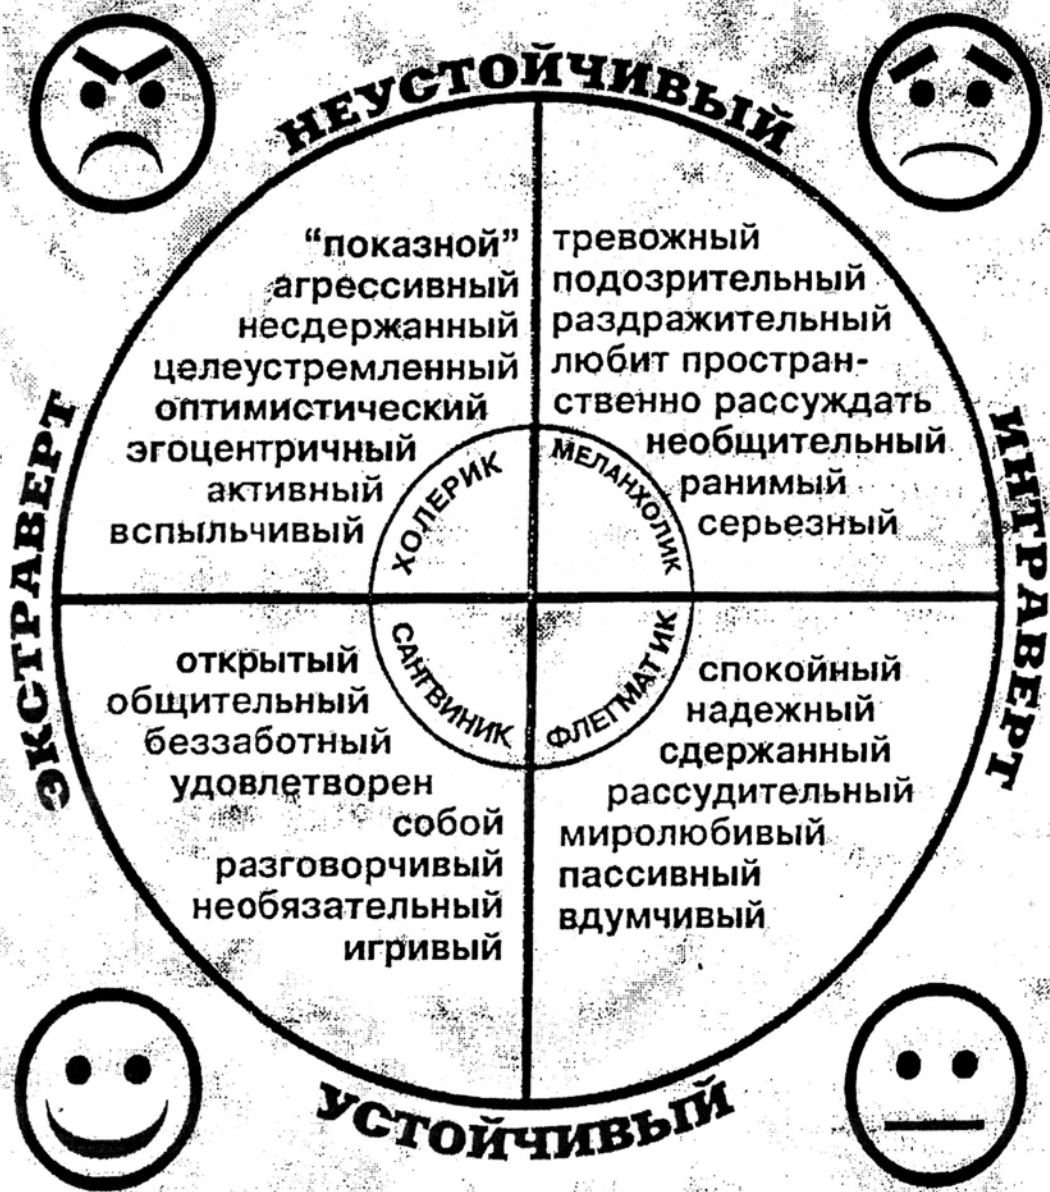 НЕУСТОЙЧИВЫЙ
“показной”
агрессивный
несдержанный
целеустремленный
оптимистический
эгоцентричный
активный
вспыльчивый
тревожный
подозрительный
раздражительный
любит простран-
ственно рассуждать
необщительный
ранимый
серьезный
ХОЛЕРИК
МЕЛАНХОЛИК
ЭКСТРАВЕРТ
ИНТРАВЕРТ
САНГВИНИК
ФЛЕГМАТИК
открытый
общительный
беззаботный
удовлетворен
собой
разговорчивый
необязательный
игривый
спокойный
надежный
сдержанный
рассудительный
миролюбивый
пассивный
вдумчивый
УСТОЙЧИВЫЙ